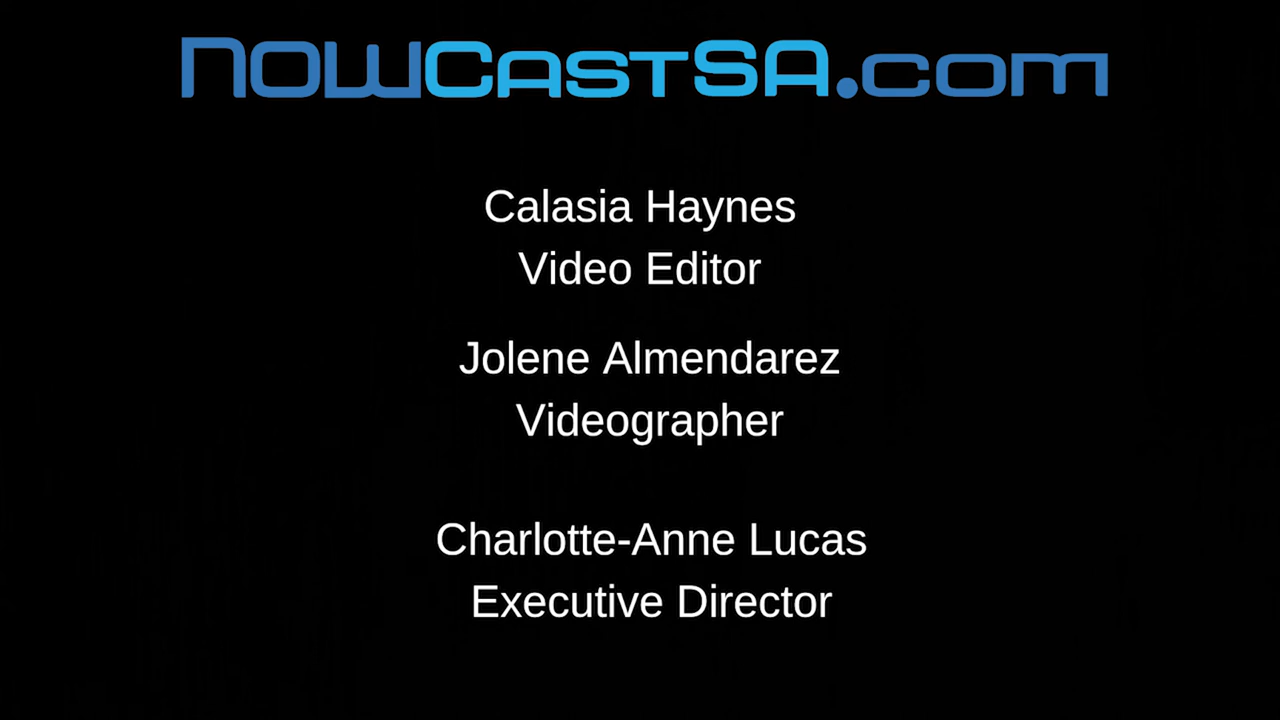 NOWCASTSA.com
Calasia Haynes
Video Editor
Jolene Almendarez
Videographer
Charlotte-Anne Lucas
Executive Director